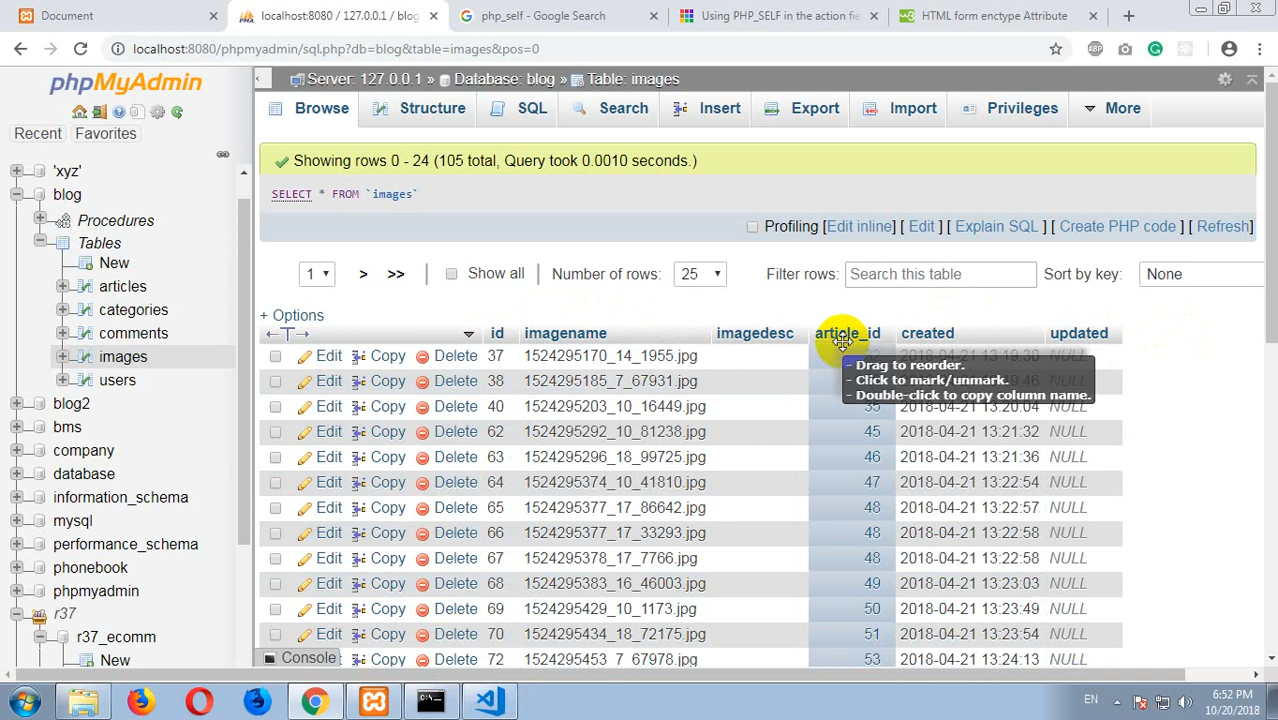 Document
localhost:8080 / 127.0.0.1 / blog
php_self - Google Search
Using PHP_SELF in the action fie
HTML form enctype Attribute
localhost:8080/phpmyadmin/sql.php?db=blog&table=images&pos=0
ABP
phpMyAdmin
Recent
Favorites
'xyz'
blog
Procedures
Tables
New
articles
categories
comments
images
users
blog2
bms
company
database
information_schema
mysql
performance_schema
phonebook
phpmyadmin
r37
r37_ecomm
New
Server: 127.0.0.1 » Database: blog » Table: images
Browse Structure SQL Search Insert Export Import Privileges More
Showing rows 0 - 24 (105 total, Query took 0.0010 seconds.)
SELECT * FROM `images`
Profiling [Edit inline] [ Edit ] [ Explain SQL ] [ Create PHP code ] [ Refresh]
1 > >> Show all Number of rows: 25 Filter rows: Search this table Sort by key: None
+ Options
←T→ id imagename imagedesc article_id created updated
Edit Copy Delete 37 1524295170_14_1955.jpg
- Drag to reorder.
- Click to mark/unmark.
- Double-click to copy column name.
Edit Copy Delete 38 1524295185_7_67931.jpg
Edit Copy Delete 40 1524295203_10_16449.jpg 35 2018-04-21 13:20:04 NULL
Edit Copy Delete 62 1524295292_10_81238.jpg 45 2018-04-21 13:21:32 NULL
Edit Copy Delete 63 1524295296_18_99725.jpg 46 2018-04-21 13:21:36 NULL
Edit Copy Delete 64 1524295374_10_41810.jpg 47 2018-04-21 13:22:54 NULL
Edit Copy Delete 65 1524295377_17_86642.jpg 48 2018-04-21 13:22:57 NULL
Edit Copy Delete 66 1524295377_17_33293.jpg 48 2018-04-21 13:22:58 NULL
Edit Copy Delete 67 1524295378_17_7766.jpg 48 2018-04-21 13:22:58 NULL
Edit Copy Delete 68 1524295383_16_46003.jpg 49 2018-04-21 13:23:03 NULL
Edit Copy Delete 69 1524295429_10_1173.jpg 50 2018-04-21 13:23:49 NULL
Edit Copy Delete 70 1524295434_18_72175.jpg 51 2018-04-21 13:23:54 NULL
Edit Copy Delete 72 1524295453_7_67978.jpg 53 2018-04-21 13:24:13 NULL
Console
EN
6:52 PM
10/20/2018